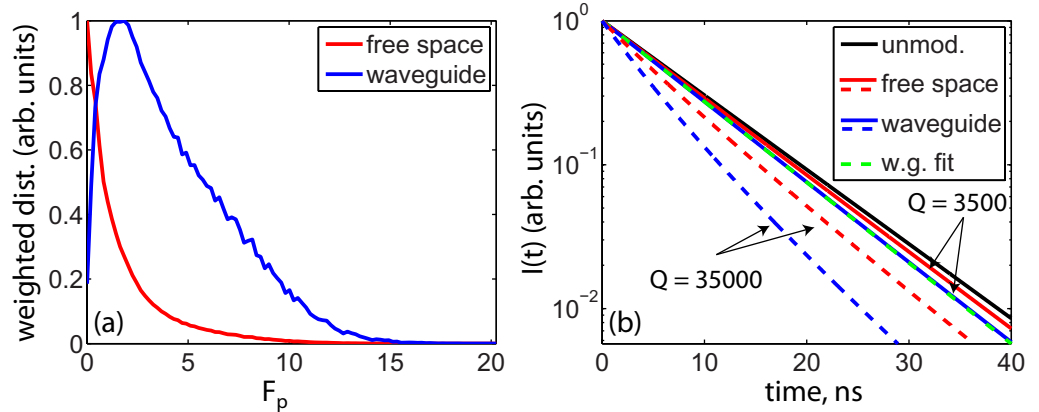 weighted dist. (arb. units)
1
0.8
0.6
0.4
0.2
0
free space
waveguide
(a)
0 5 10 15 20
F_p
I(t) (arb. units)
10^0
10^-1
10^-2
unmod.
free space
waveguide
w.g. fit
Q = 3500
Q = 35000
(b)
0 10 20 30 40
time, ns